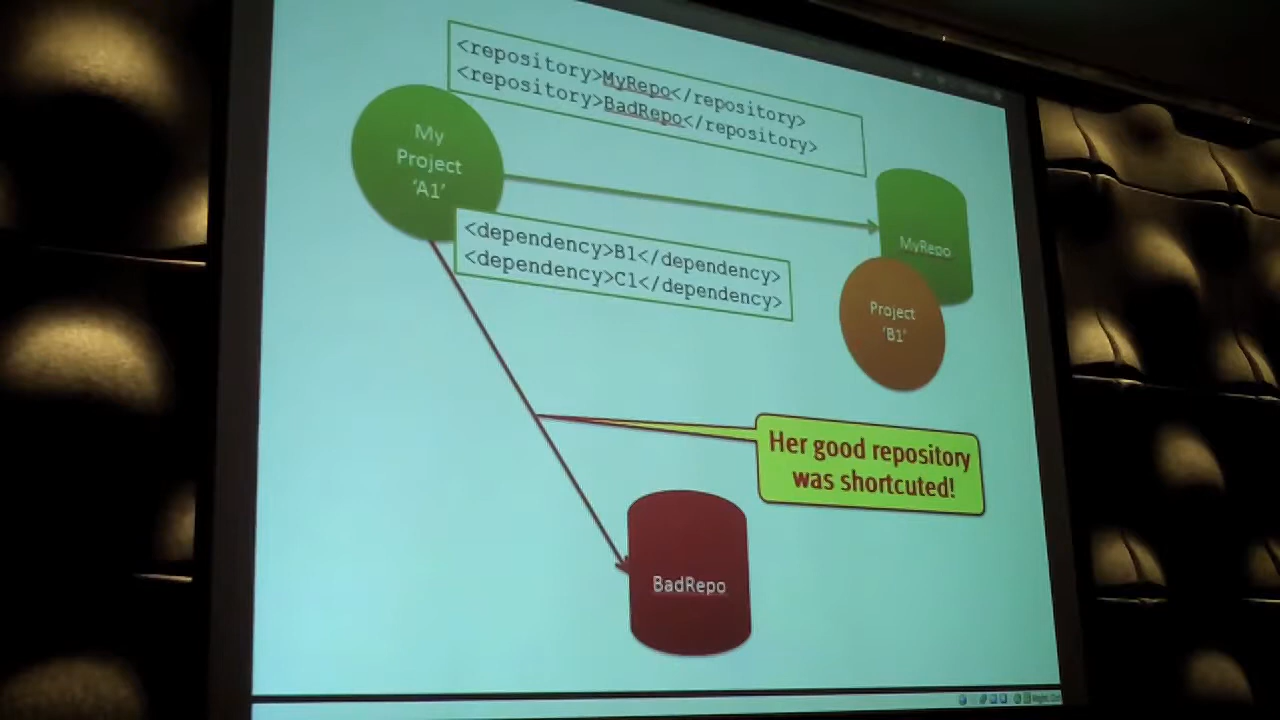 <repository>MyRepo</repository>
<repository>BadRepo</repository>
My
Project
‘A1’
<dependency>B1</dependency>
<dependency>C1</dependency>
MyRepo
Project
‘B1’
Her good repository
was shortcuted!
BadRepo